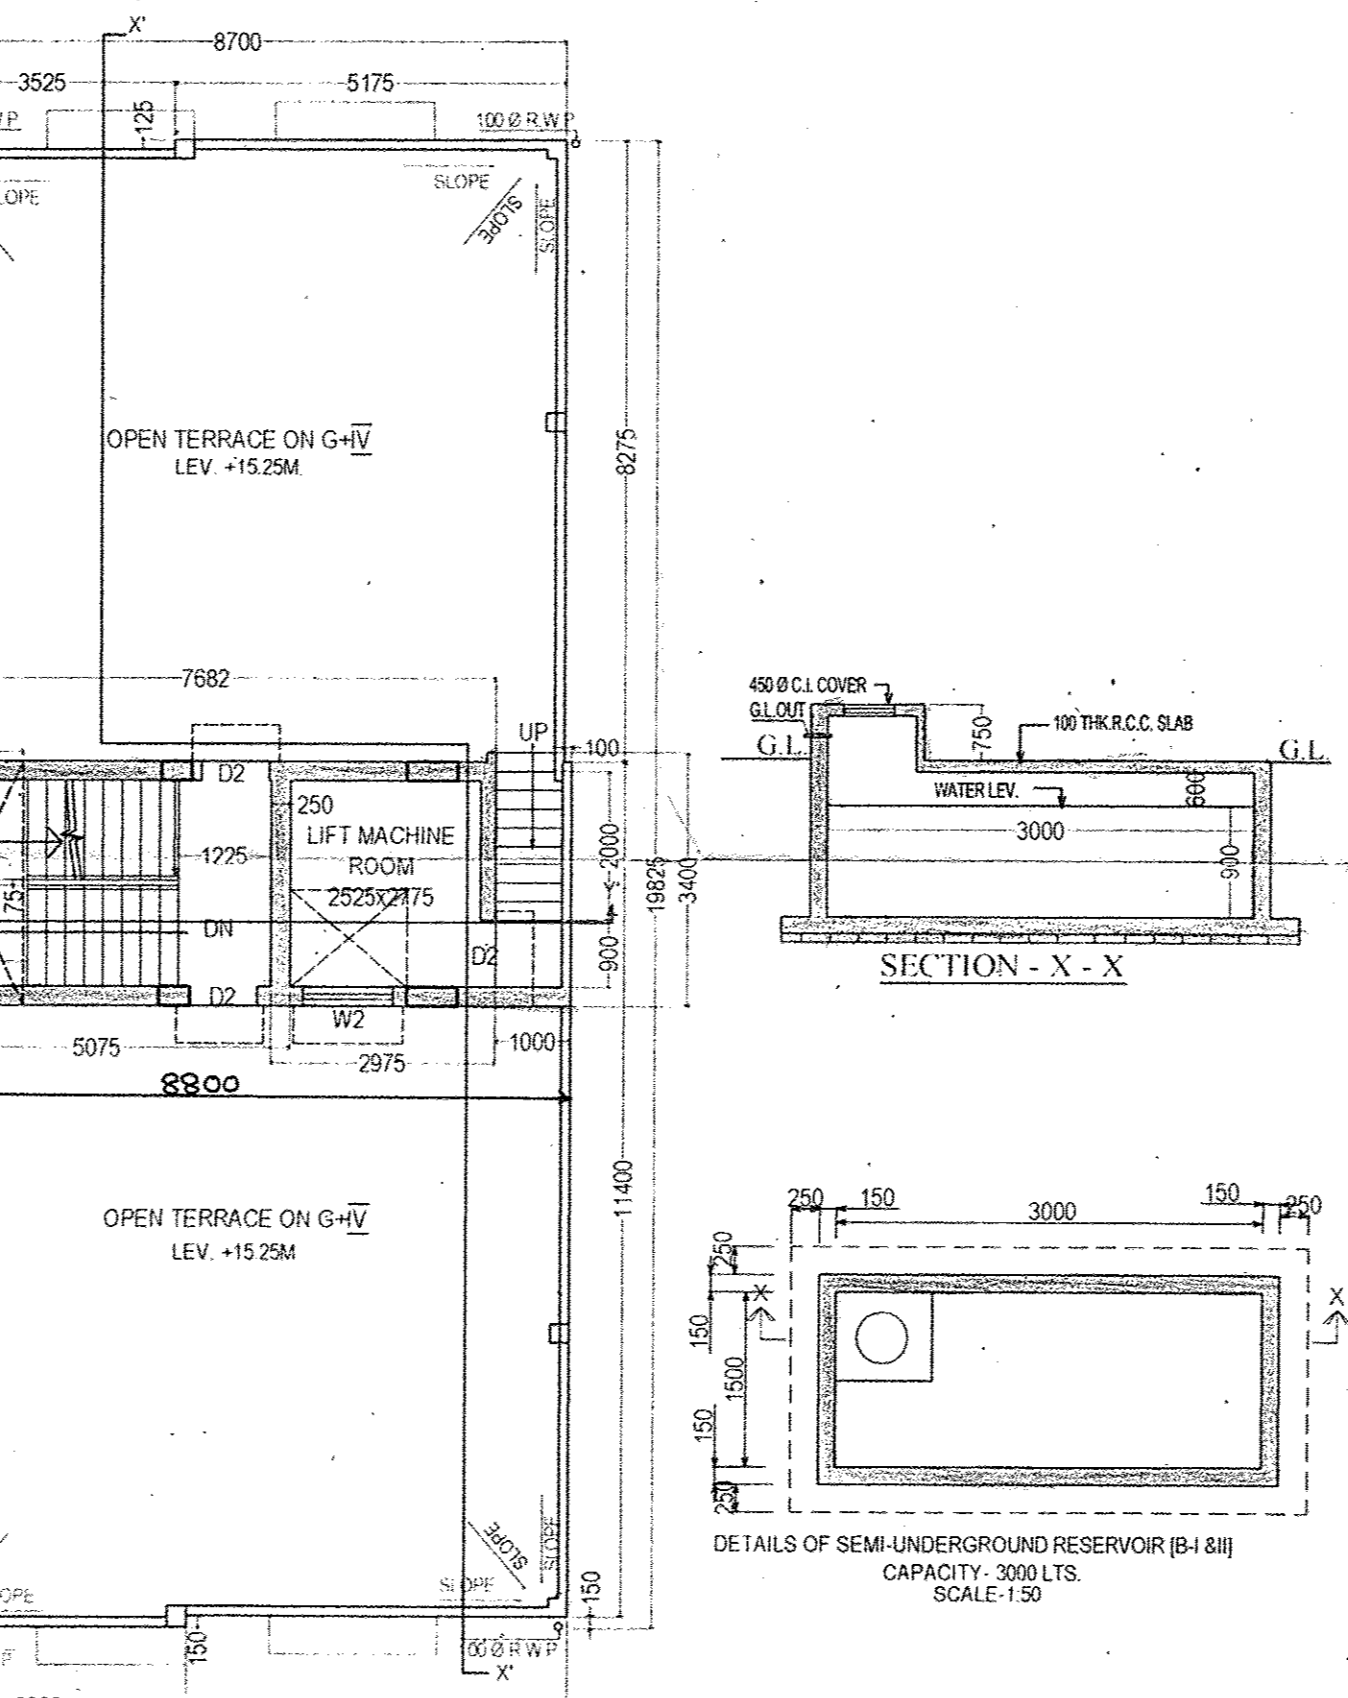 X'
8700
3525
5175
125
100 Ø R.W.P
SLOPE
SLOPE
SLOPE
OPEN TERRACE ON G+IV
LEV. +15.25M.
8275
7682
UP
100
D2
250
LIFT MACHINE
ROOM
2525x2775
1225
2000
19825
3400
75
DN
D2
900
D2
W2
5075
2975
1000
8800
11400
OPEN TERRACE ON G+IV
LEV. +15.25M
SLOPE
SLOPE
SLOPE
150
150
00 Ø R W P
X'
450 Ø C.I. COVER
G.L.OUT
G.L.
750
100 THK.R.C.C. SLAB
G.L.
WATER LEV.
600
3000
900
SECTION - X - X
250
150
3000
150
250
250
X
X
150
1500
150
250
DETAILS OF SEMI-UNDERGROUND RESERVOIR [B-I &II]
CAPACITY- 3000 LTS.
SCALE-1:50